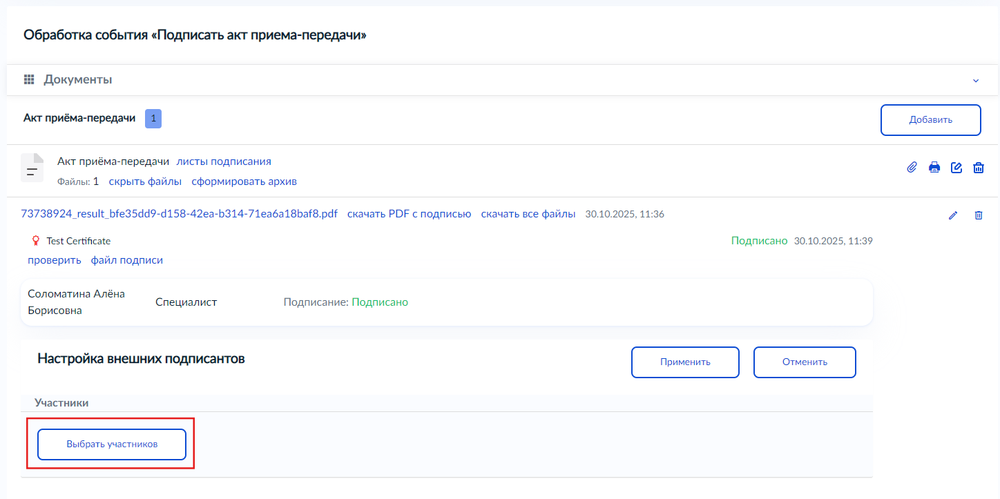 Обработка события «Подписать акт приема-передачи»
Документы
Акт приёма-передачи 1
Добавить
Акт приёма-передачи листы подписания
Файлы: 1 скрыть файлы сформировать архив
73738924_result_bfe35dd9-d158-42ea-b314-71ea6a18baf8.pdf скачать PDF с подписью скачать все файлы 30.10.2025, 11:36
Test Certificate
Подписано 30.10.2025, 11:39
проверить файл подписи
Соломатина Алёна
Борисовна
Специалист
Подписание: Подписано
Настройка внешних подписантов
Применить
Отменить
Участники
Выбрать участников